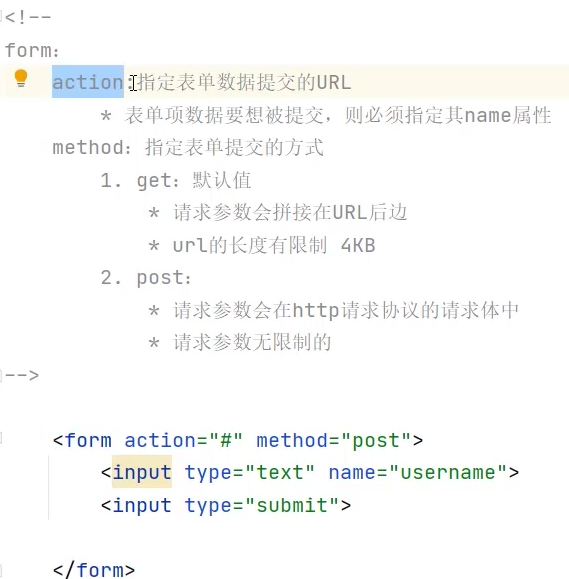 <!--
form:
action:指定表单数据提交的URL
* 表单项数据要想被提交，则必须指定其name属性
method：指定表单提交的方式
1. get：默认值
* 请求参数会拼接在URL后边
* url的长度有限制 4KB
2. post：
* 请求参数会在http请求协议的请求体中
* 请求参数无限制的
-->
<form action="#" method="post">
<input type="text" name="username">
<input type="submit">
</form>